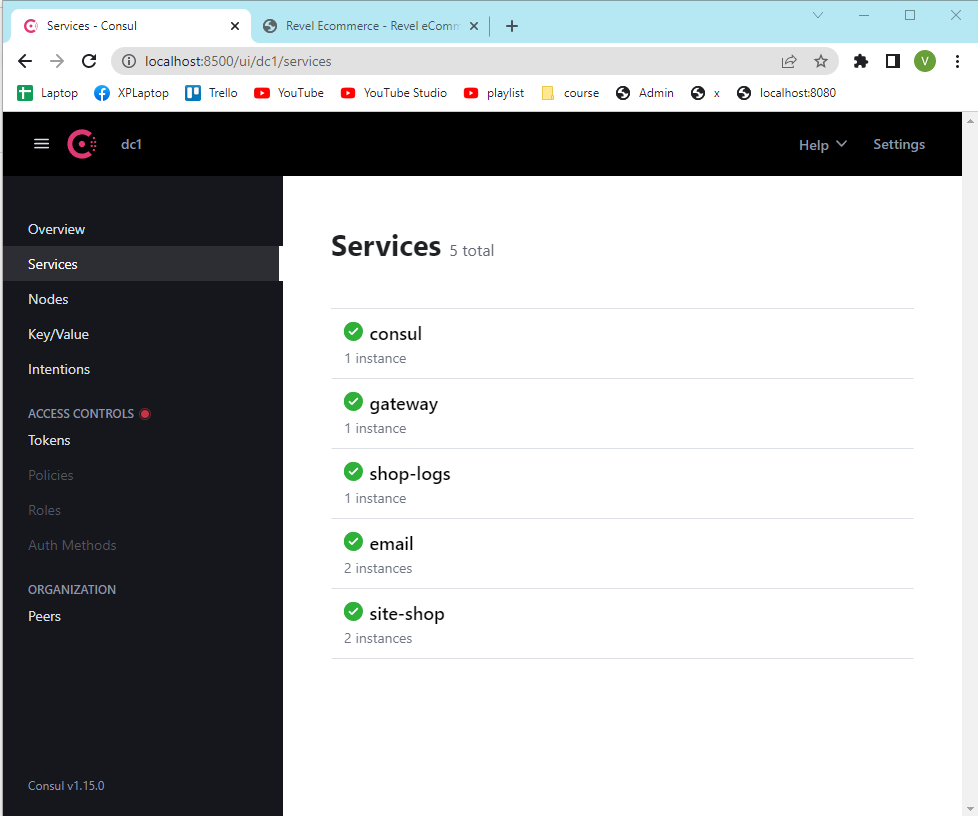 Services - Consul
Revel Ecommerce - Revel eComm
localhost:8500/ui/dc1/services
V
Laptop
XPLaptop
Trello
YouTube
YouTube Studio
playlist
course
Admin
x
localhost:8080
dc1
Help
Settings
Overview
Services
Nodes
Key/Value
Intentions
ACCESS CONTROLS
Tokens
Policies
Roles
Auth Methods
ORGANIZATION
Peers
Consul v1.15.0
Services 5 total
consul
1 instance
gateway
1 instance
shop-logs
1 instance
email
2 instances
site-shop
2 instances